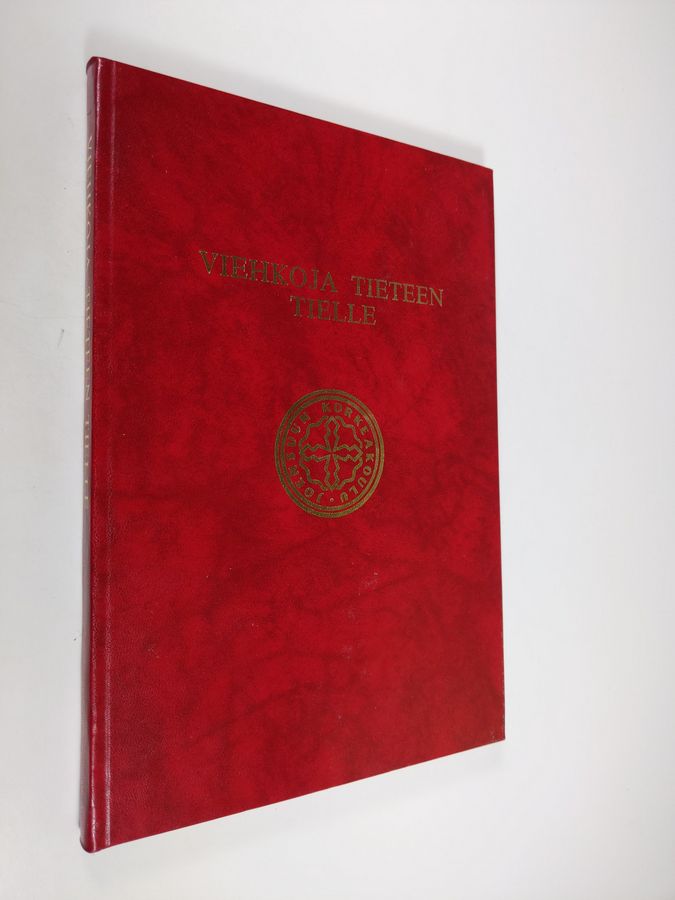 VIEHKOJA TIETEEN
TIELLE
JOENSUUN KORKEAKOULU
VIEHKOJA TIETEEN TIELLE